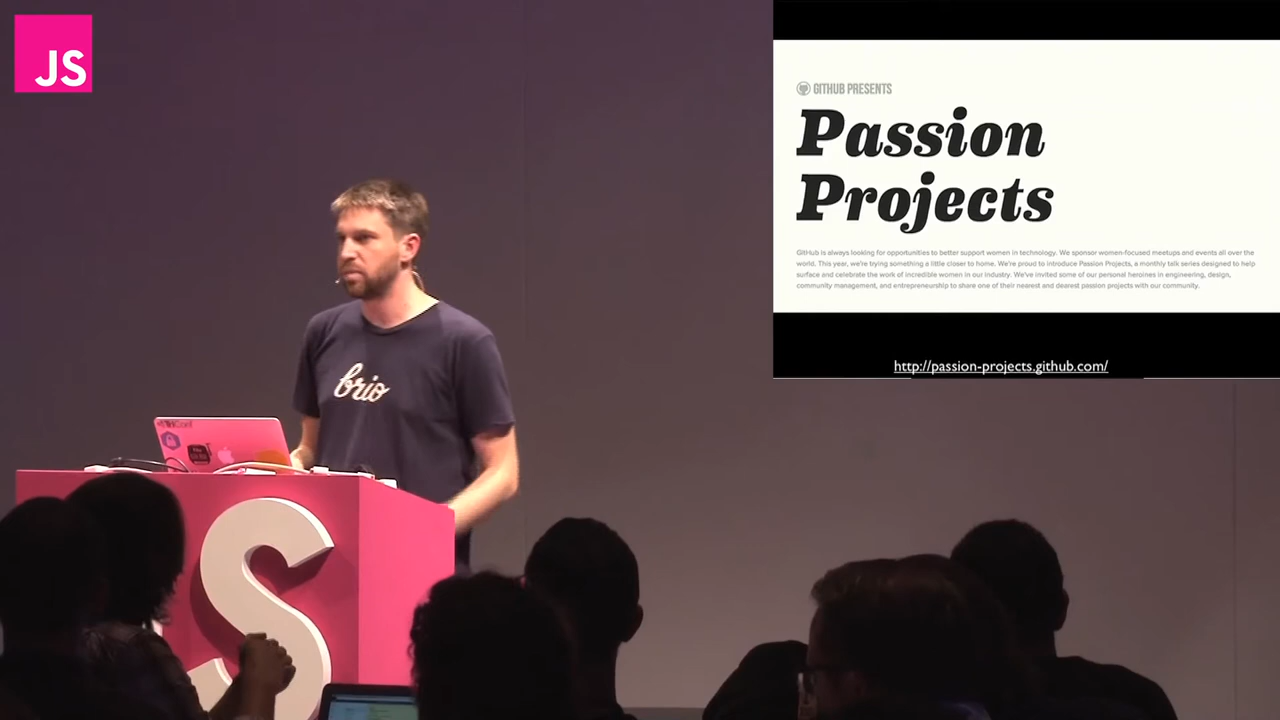 JS
GITHUB PRESENTS
Passion
Projects
GitHub is always looking for opportunities to better support women in technology. We sponsor women-focused meetups and events all over the
world. This year, we're trying something a little closer to home. We're proud to introduce Passion Projects, a monthly talk series designed to help
surface and celebrate the work of incredible women in our industry. We've invited some of our personal heroines in engineering, design,
community management, and entrepreneurship to share one of their nearest and dearest passion projects with our community.
http://passion-projects.github.com/
brio
S